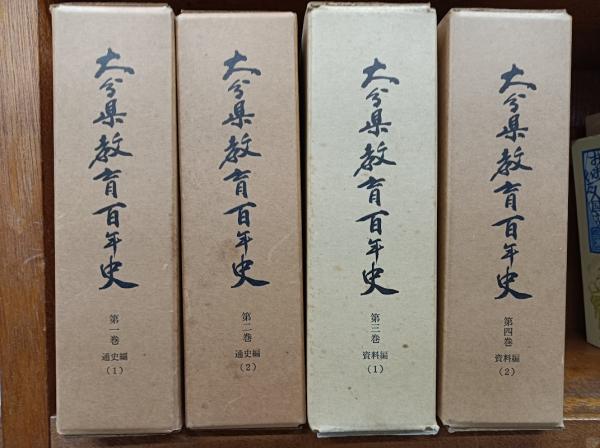 大分県教育百年史
第一巻
通史編
(1)
大分県教育百年史
第二巻
通史編
(2)
大分県教育百年史
第三巻
資料編
(1)
大分県教育百年史
第四巻
資料編
(2)